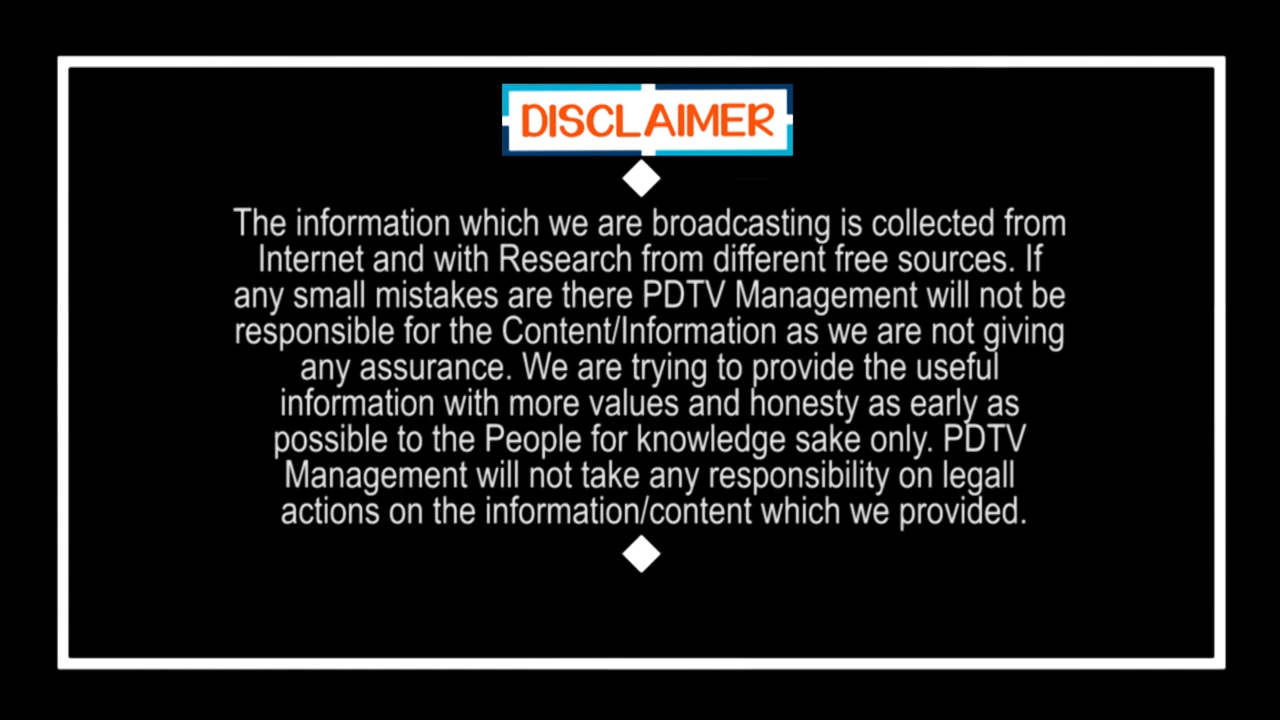 DISCLAIMER
The information which we are broadcasting is collected from
Internet and with Research from different free sources. If
any small mistakes are there PDTV Management will not be
responsible for the Content/Information as we are not giving
any assurance. We are trying to provide the useful
information with more values and honesty as early as
possible to the People for knowledge sake only. PDTV
Management will not take any responsibility on legall
actions on the information/content which we provided.